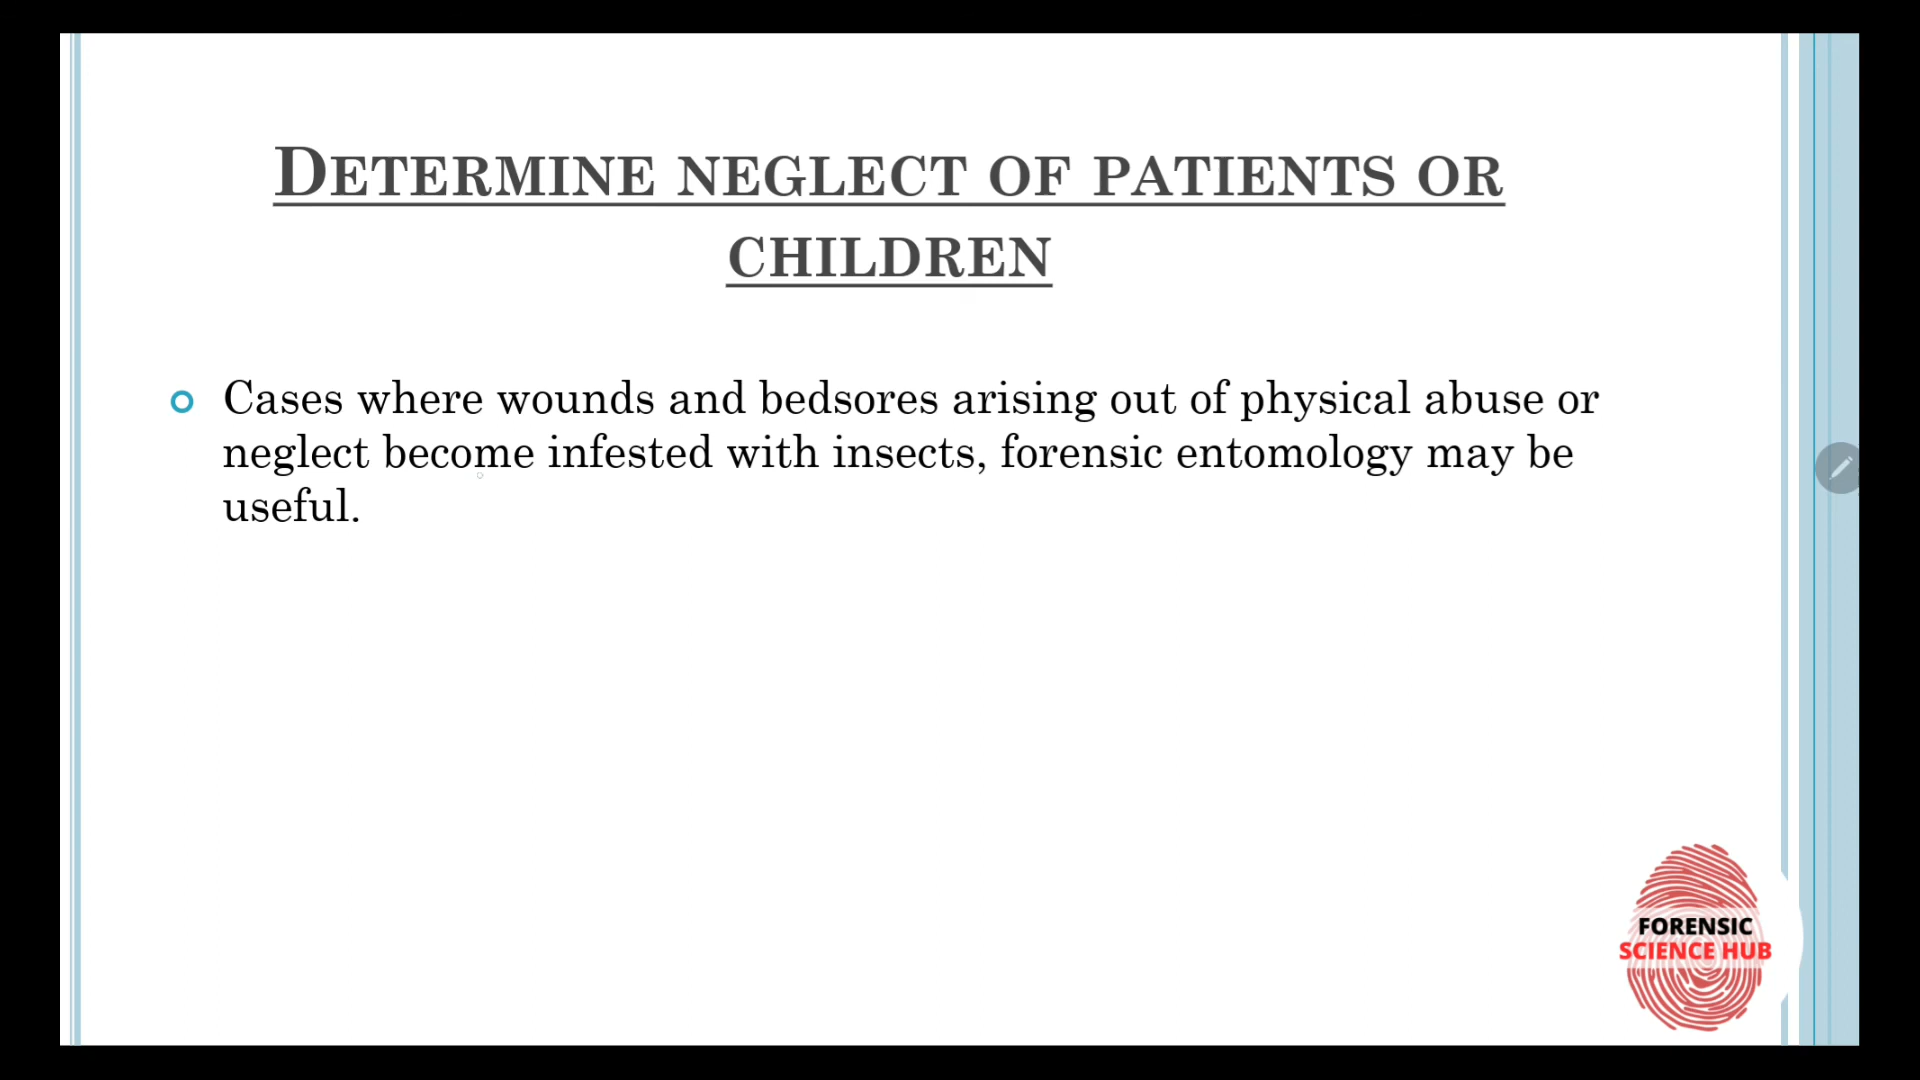 DETERMINE NEGLECT OF PATIENTS OR
CHILDREN
Cases where wounds and bedsores arising out of physical abuse or
neglect become infested with insects, forensic entomology may be
useful.
FORENSIC
SCIENCE HUB